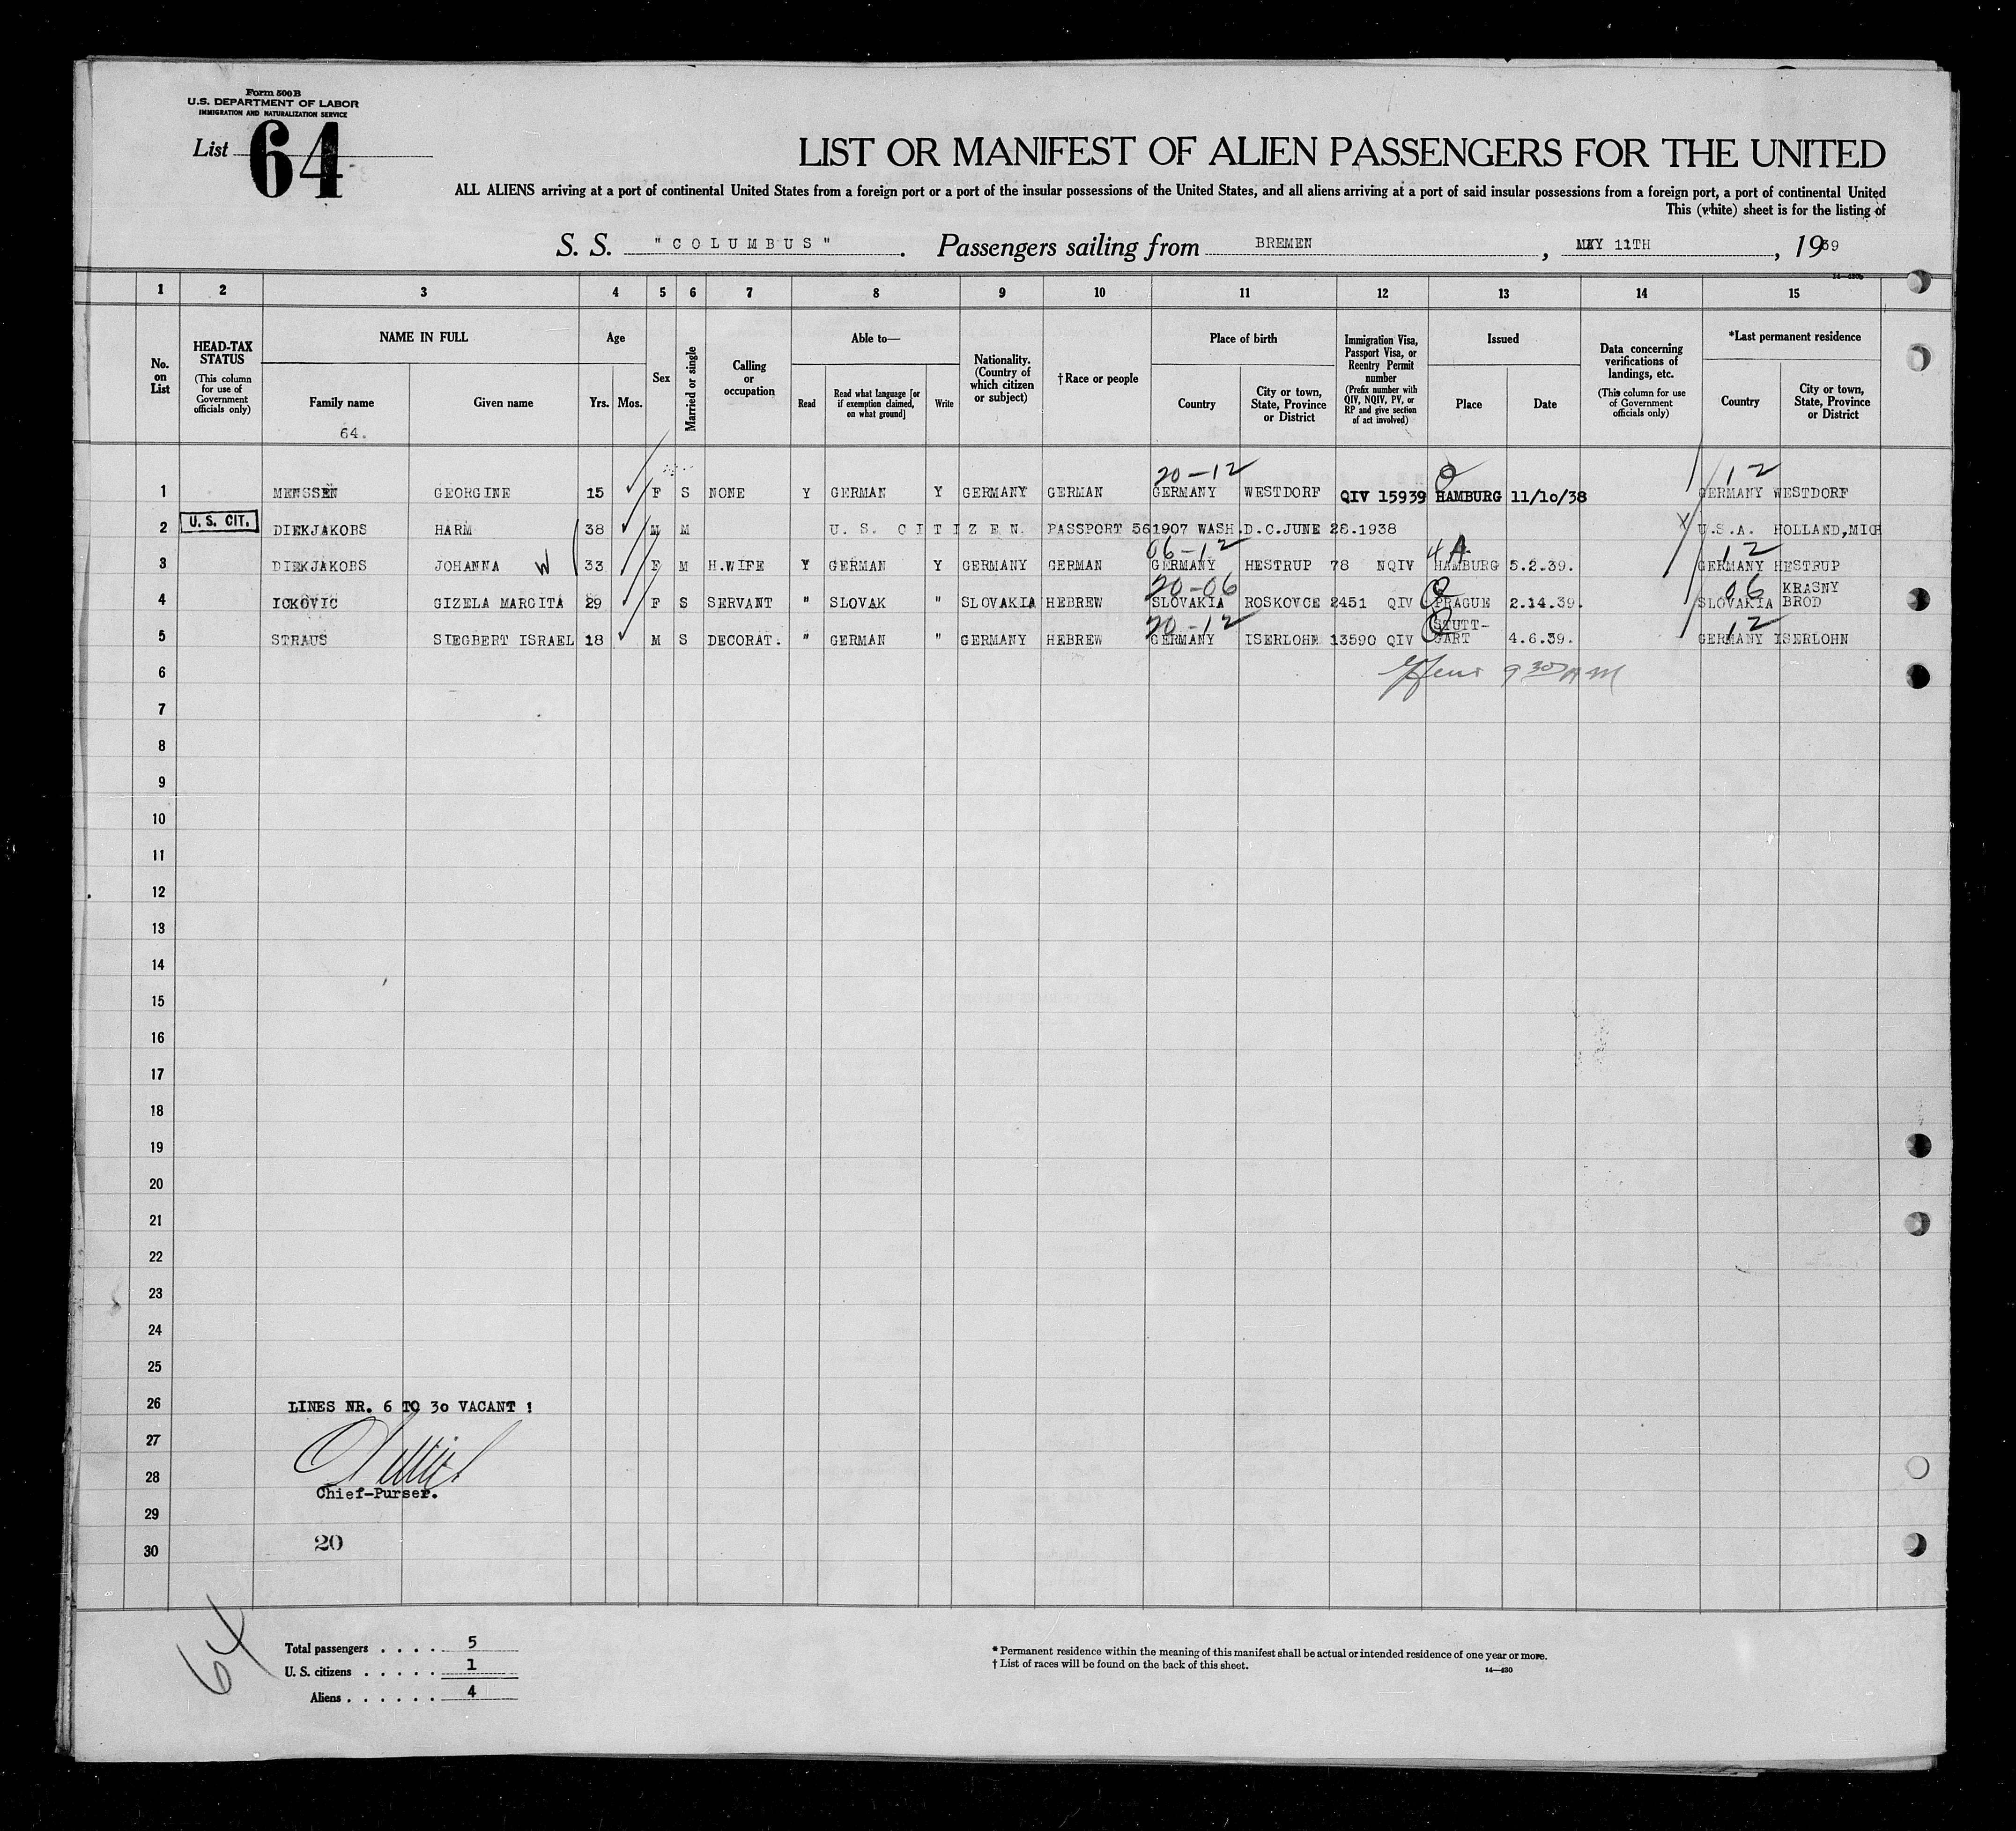 Form 500 B
U.S. DEPARTMENT OF LABOR
IMMIGRATION AND NATURALIZATION SERVICE
List 64
LIST OR MANIFEST OF ALIEN PASSENGERS FOR THE UNITED
ALL ALIENS arriving at a port of continental United States from a foreign port or a port of the insular possessions of the United States, and all aliens arriving at a port of said insular possessions from a foreign port, a port of continental United
This (white) sheet is for the listing of
S. S. "COLUMBUS". Passengers sailing from BREMEN, MAY 11TH, 1939
1 2 3 4 5 6 7 8 9 10 11 12 13 14 15
No. on List
HEAD-TAX STATUS
(This column for use of Government officials only)
NAME IN FULL
Family name
Given name
64.
Age
Yrs.
Mos.
Sex
Married or single
Calling or occupation
Able to—
Read
Read what language [or if exemption claimed, on what ground]
Write
Nationality. (Country of which citizen or subject)
†Race or people
Place of birth
Country
City or town, State, Province or District
Immigration Visa, Passport Visa, or Reentry Permit number
(Prefix number with QIV, NQIV, PV, or RP and give section of act involved)
Issued
Place
Date
Data concerning verifications of landings, etc.
(This column for use of Government officials only)
*Last permanent residence
Country
City or town, State, Province or District
20-12 12
1 MENSSEN GEORGINE 15 F S NONE Y GERMAN Y GERMANY GERMAN GERMANY WESTDORF QIV 15939 HAMBURG 11/10/38 GERMANY WESTDORF
2 U. S. CIT. DIEKJAKOBS HARM 38 M M U. S. CITIZEN. PASSPORT 561907 WASH.D.C.JUNE 28.1938 U.S.A. HOLLAND,MICH
06-12 4 A 12
3 DIEKJAKOBS JOHANNA W 33 F M H.WIFE Y GERMAN Y GERMANY GERMAN GERMANY HESTRUP 78 NQIV HAMBURG 5.2.39. GERMANY HESTRUP
20-06 06
4 ICKOVIC GIZELA MARGITA 29 F S SERVANT " SLOVAK " SLOVAKIA HEBREW SLOVAKIA ROSKOVCE 2451 QIV PRAGUE 2.14.39. SLOVAKIA KRASNY BROD
20-12 12
5 STRAUS SIEGBERT ISRAEL 18 M S DECORAT. " GERMAN " GERMANY HEBREW GERMANY ISERLOHN 13590 QIV STUTT-GART 4.6.39. GERMANY ISERLOHN
6 9 30 AM
7
8
9
10
11
12
13
14
15
16
17
18
19
20
21
22
23
24
25
26 LINES NR. 6 TO 30 VACANT !
27
28
Chief-Purser.
29
20
30
64
Total passengers . . . . 5
U. S. citizens . . . . . 1
Aliens . . . . . . 4
* Permanent residence within the meaning of this manifest shall be actual or intended residence of one year or more.
† List of races will be found on the back of this sheet.
14—430